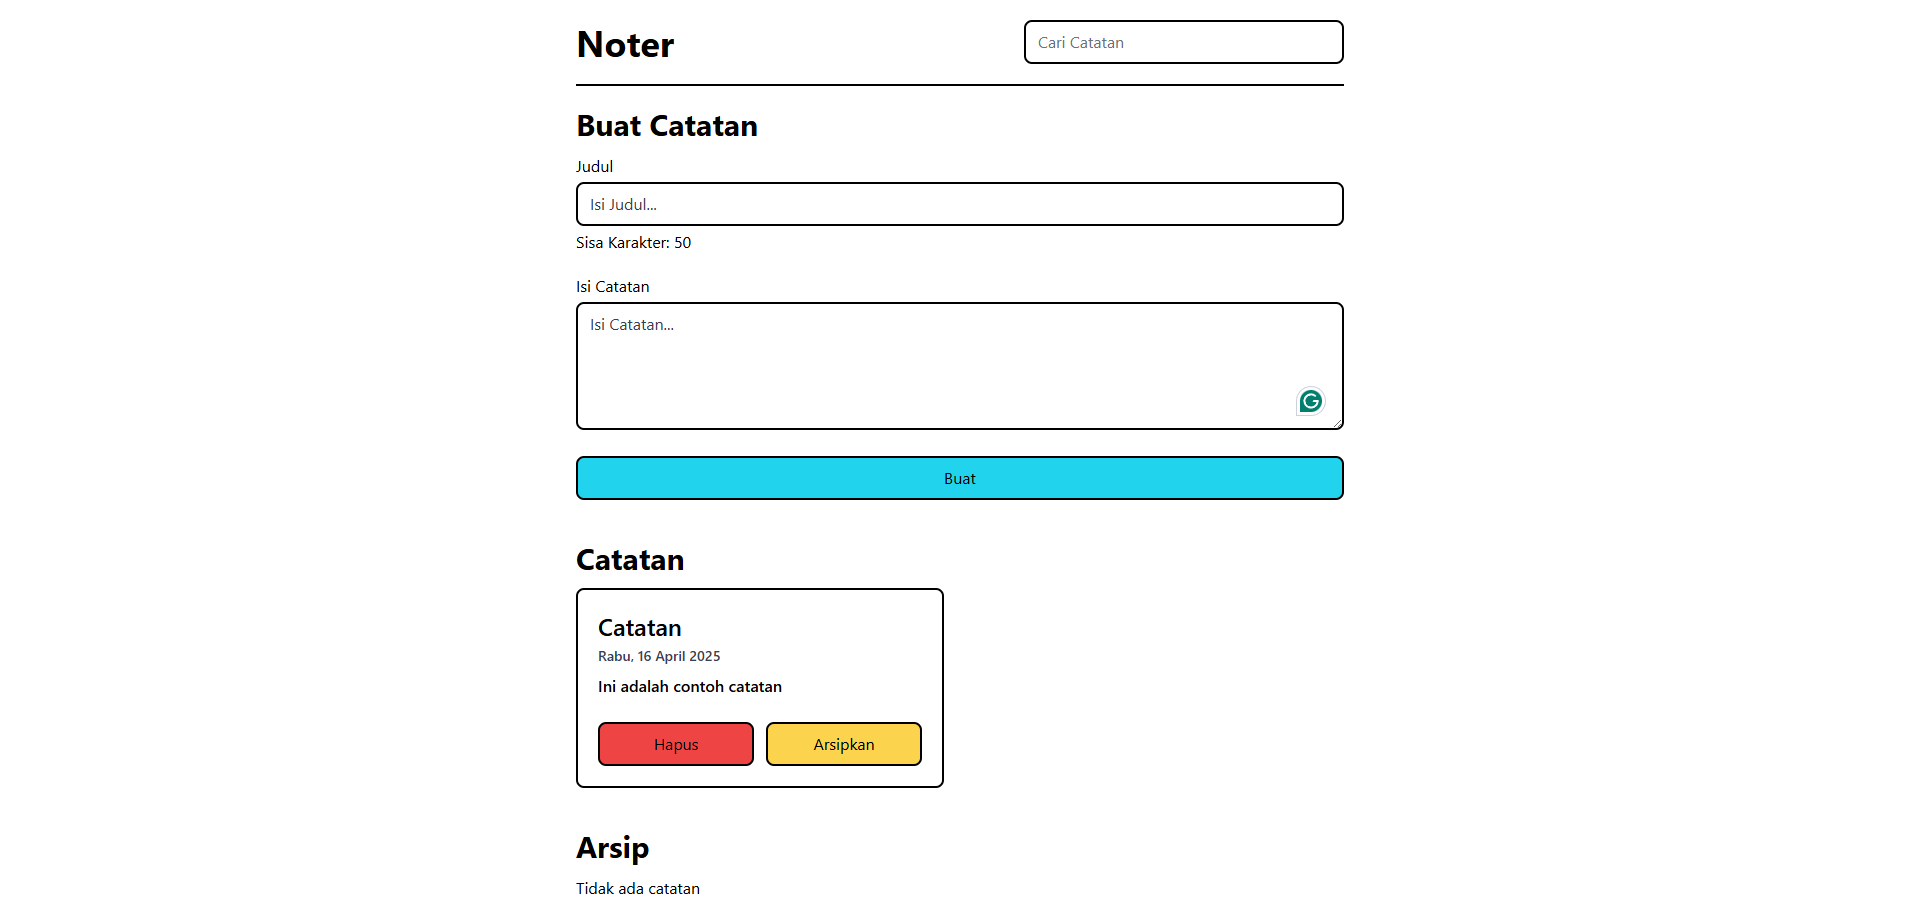 Noter
Cari Catatan
Buat Catatan
Judul
Isi Judul...
Sisa Karakter: 50
Isi Catatan
Isi Catatan...
Buat
Catatan
Catatan
Rabu, 16 April 2025
Ini adalah contoh catatan
Hapus
Arsipkan
Arsip
Tidak ada catatan